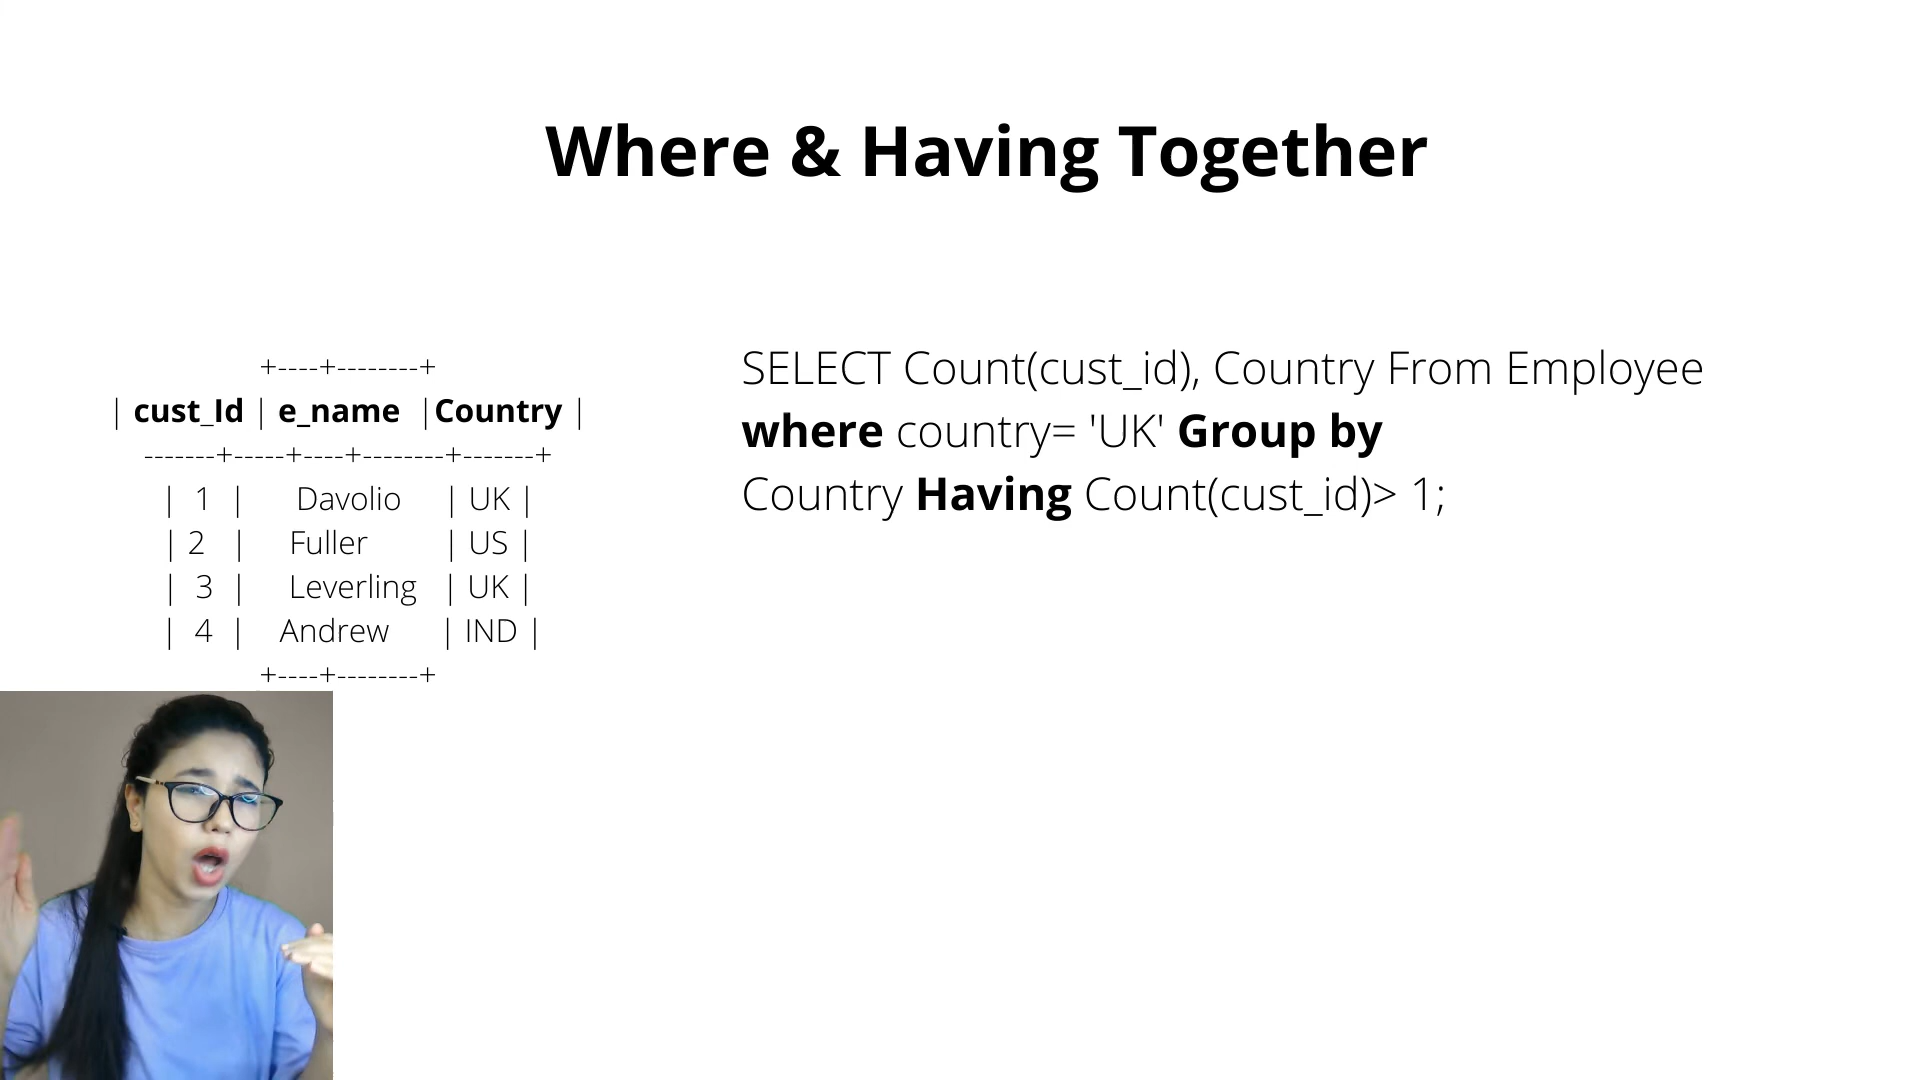 Where & Having Together
+----+--------+
| cust_Id | e_name |Country |
-------+-----+----+--------+-------+
| 1 | Davolio | UK |
| 2 | Fuller | US |
| 3 | Leverling | UK |
| 4 | Andrew | IND |
+----+--------+
SELECT Count(cust_id), Country From Employee
where country= 'UK' Group by
Country Having Count(cust_id)> 1;